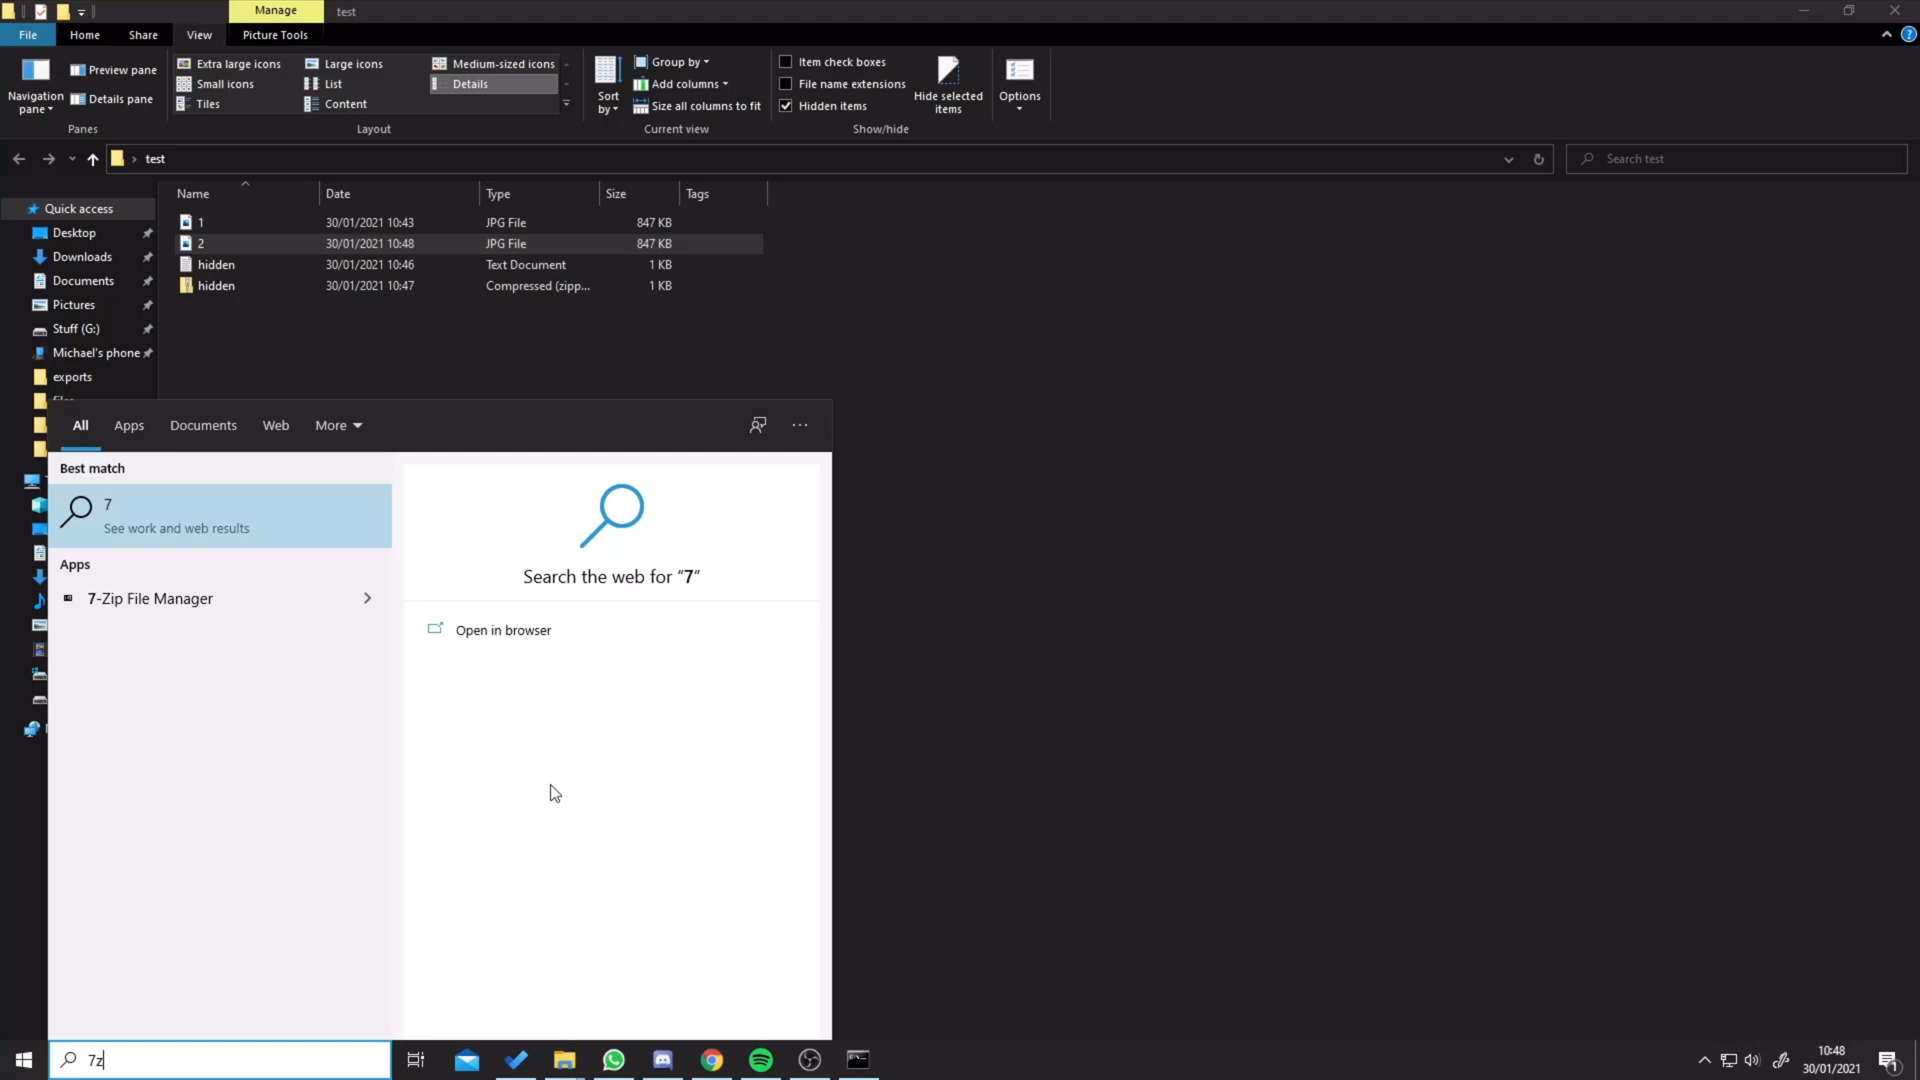 Manage
test
File
Home
Share
View
Picture Tools
Navigation pane
Preview pane
Details pane
Panes
Extra large icons
Large icons
Medium-sized icons
Small icons
List
Details
Tiles
Content
Layout
Sort by
Group by
Add columns
Size all columns to fit
Current view
Item check boxes
File name extensions
Hidden items
Hide selected items
Show/hide
Options
test
Search test
Name Date Type Size Tags
1 30/01/2021 10:43 JPG File 847 KB
2 30/01/2021 10:48 JPG File 847 KB
hidden 30/01/2021 10:46 Text Document 1 KB
hidden 30/01/2021 10:47 Compressed (zipp... 1 KB
Quick access
Desktop
Downloads
Documents
Pictures
Stuff (G:)
Michael's phone
exports
All
Apps
Documents
Web
More
Best match
7
See work and web results
Apps
7-Zip File Manager
Search the web for "7"
Open in browser
7z
10:48
30/01/2021
1